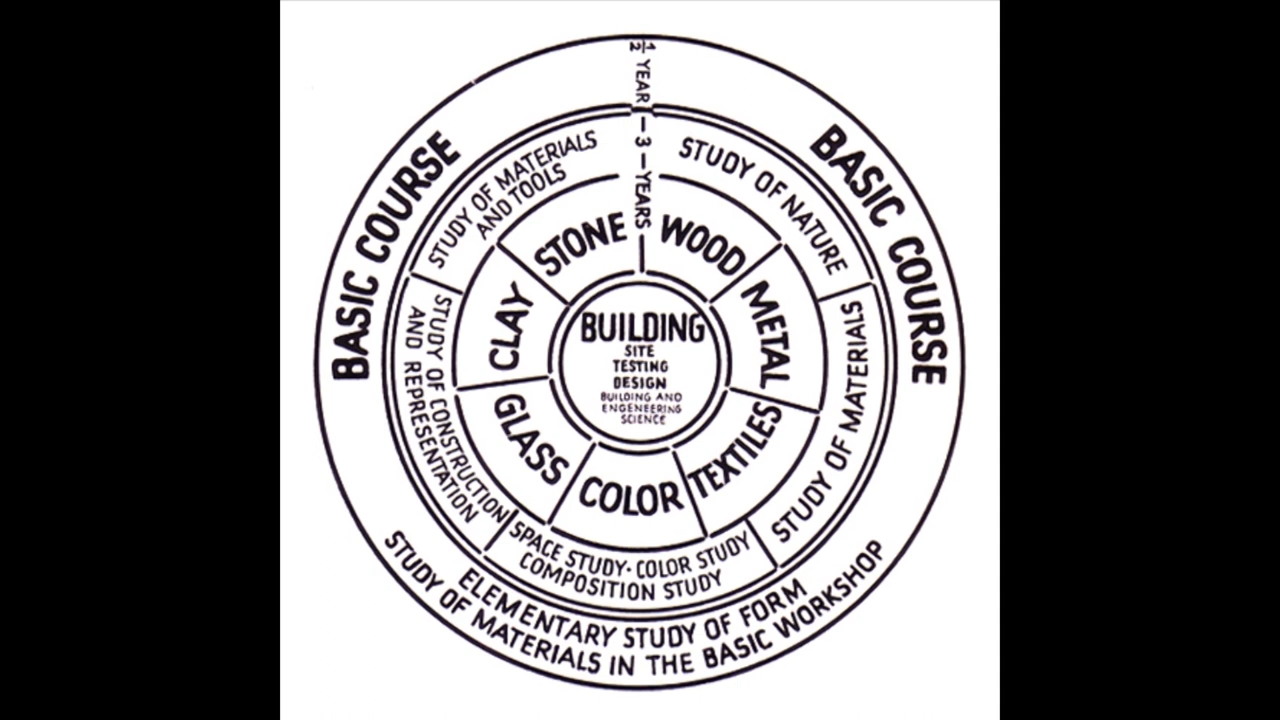 ½ YEAR
BASIC COURSE
BASIC COURSE
ELEMENTARY STUDY OF FORM
STUDY OF MATERIALS IN THE BASIC WORKSHOP
3 – YEARS
STUDY OF NATURE
STUDY OF MATERIALS
SPACE STUDY · COLOR STUDY
COMPOSITION STUDY
STUDY OF CONSTRUCTION
AND REPRESENTATION
STUDY OF MATERIALS
AND TOOLS
WOOD
METAL
TEXTILES
COLOR
GLASS
CLAY
STONE
BUILDING
SITE
TESTING
DESIGN
BUILDING AND
ENGENEERING
SCIENCE